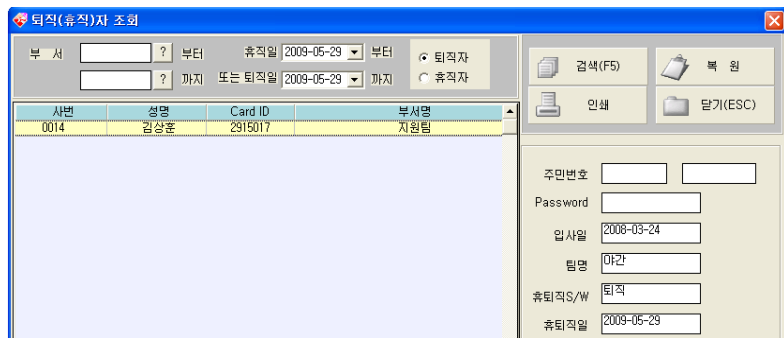 퇴직(휴직)자 조회
부 서 ? 부터 휴직일 2009-05-29 부터 퇴직자
? 까지 또는 퇴직일 2009-05-29 까지 휴직자
검색(F5) 복 원
인쇄 닫기(ESC)
사번 성명 Card ID 부서명
0014 김상훈 2915017 지원팀
주민번호
Password
입사일 2008-03-24
팀명 야간
휴퇴직S/W 퇴직
휴퇴직일 2009-05-29